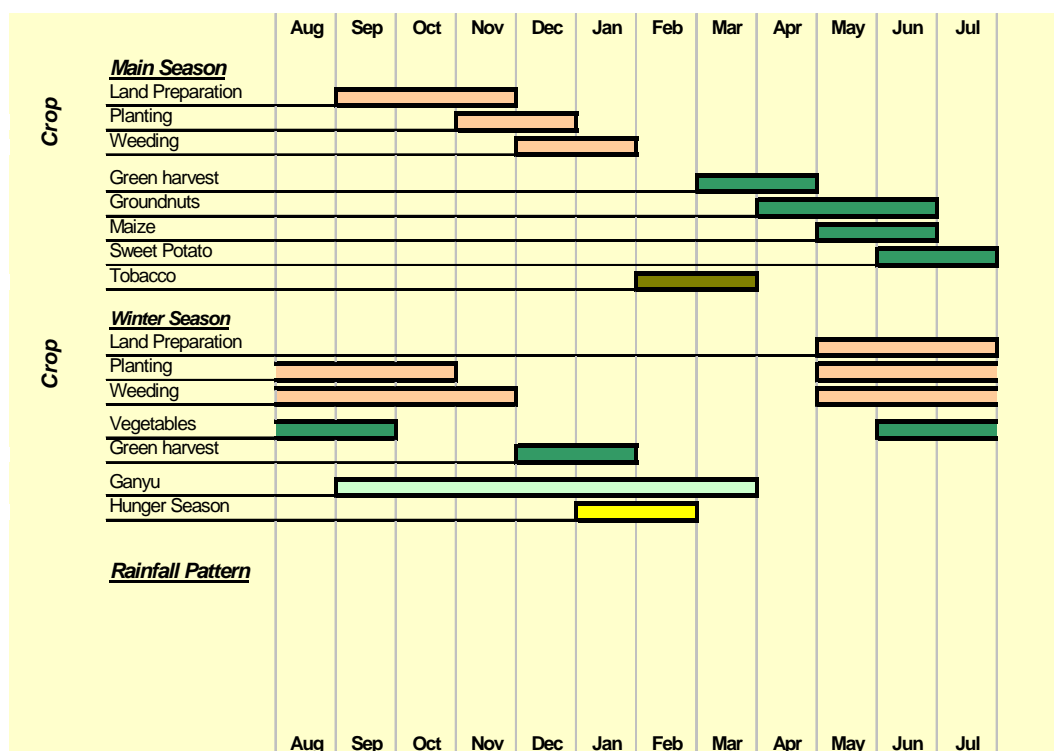 Aug Sep Oct Nov Dec Jan Feb Mar Apr May Jun Jul
Main Season
Crop
Land Preparation
Planting
Weeding
Green harvest
Groundnuts
Maize
Sweet Potato
Tobacco
Winter Season
Crop
Land Preparation
Planting
Weeding
Vegetables
Green harvest
Ganyu
Hunger Season
Rainfall Pattern
Aug Sep Oct Nov Dec Jan Feb Mar Apr May Jun Jul